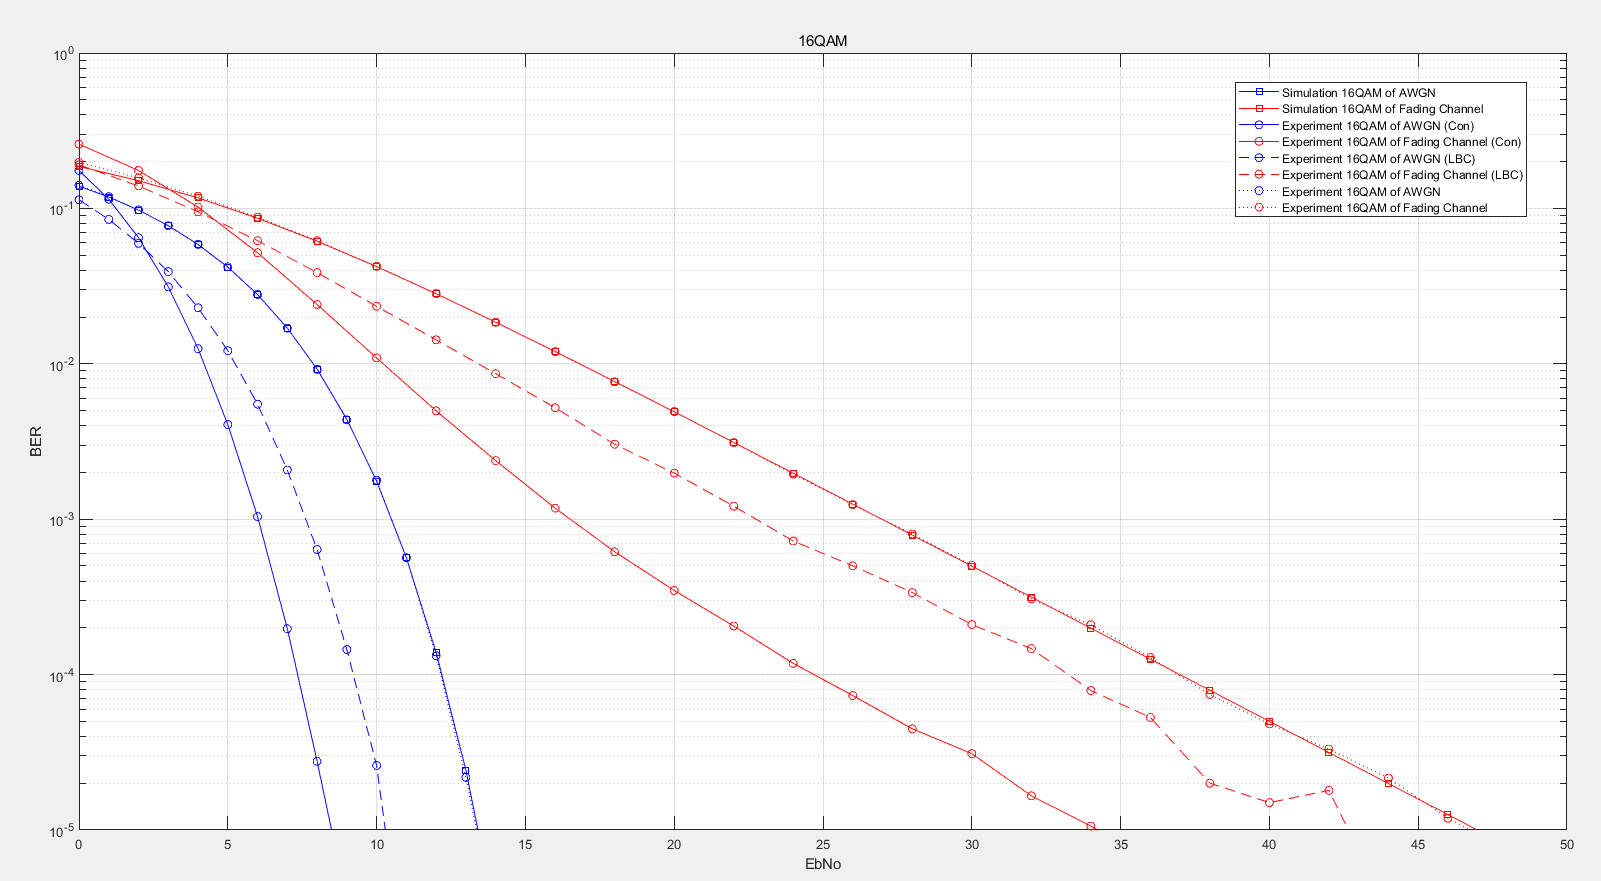 16QAM
10^0
10^-1
10^-2
10^-3
10^-4
10^-5
BER
Simulation 16QAM of AWGN
Simulation 16QAM of Fading Channel
Experiment 16QAM of AWGN (Con)
Experiment 16QAM of Fading Channel (Con)
Experiment 16QAM of AWGN (LBC)
Experiment 16QAM of Fading Channel (LBC)
Experiment 16QAM of AWGN
Experiment 16QAM of Fading Channel
0 5 10 15 20 25 30 35 40 45 50
EbNo